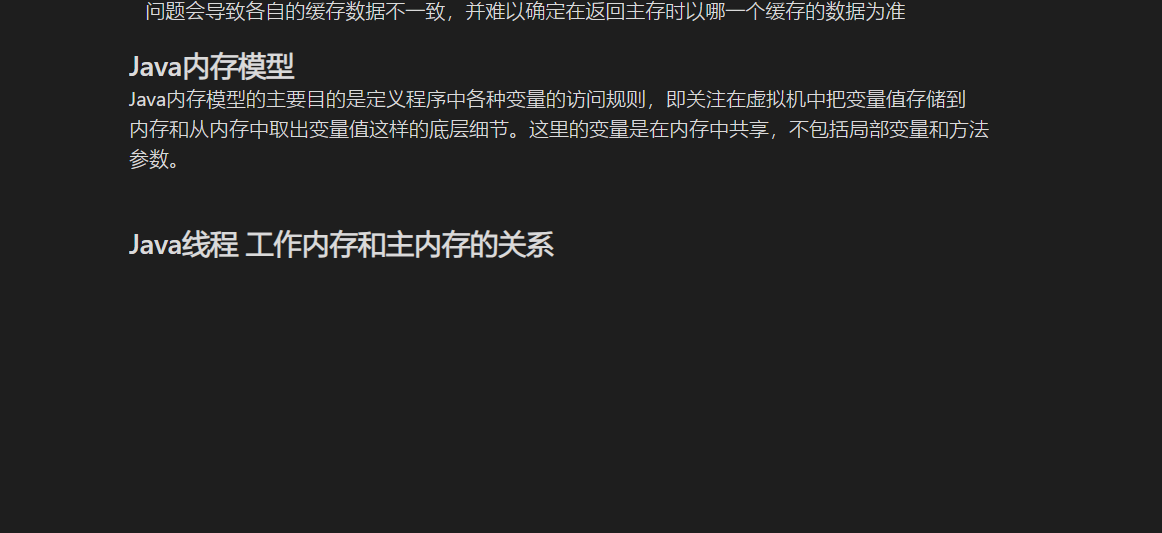 问题会导致各自的缓存数据不一致，并难以确定在返回主存时以哪一个缓存的数据为准
Java内存模型
Java内存模型的主要目的是定义程序中各种变量的访问规则，即关注在虚拟机中把变量值存储到
内存和从内存中取出变量值这样的底层细节。这里的变量是在内存中共享，不包括局部变量和方法
参数。
Java线程 工作内存和主内存的关系